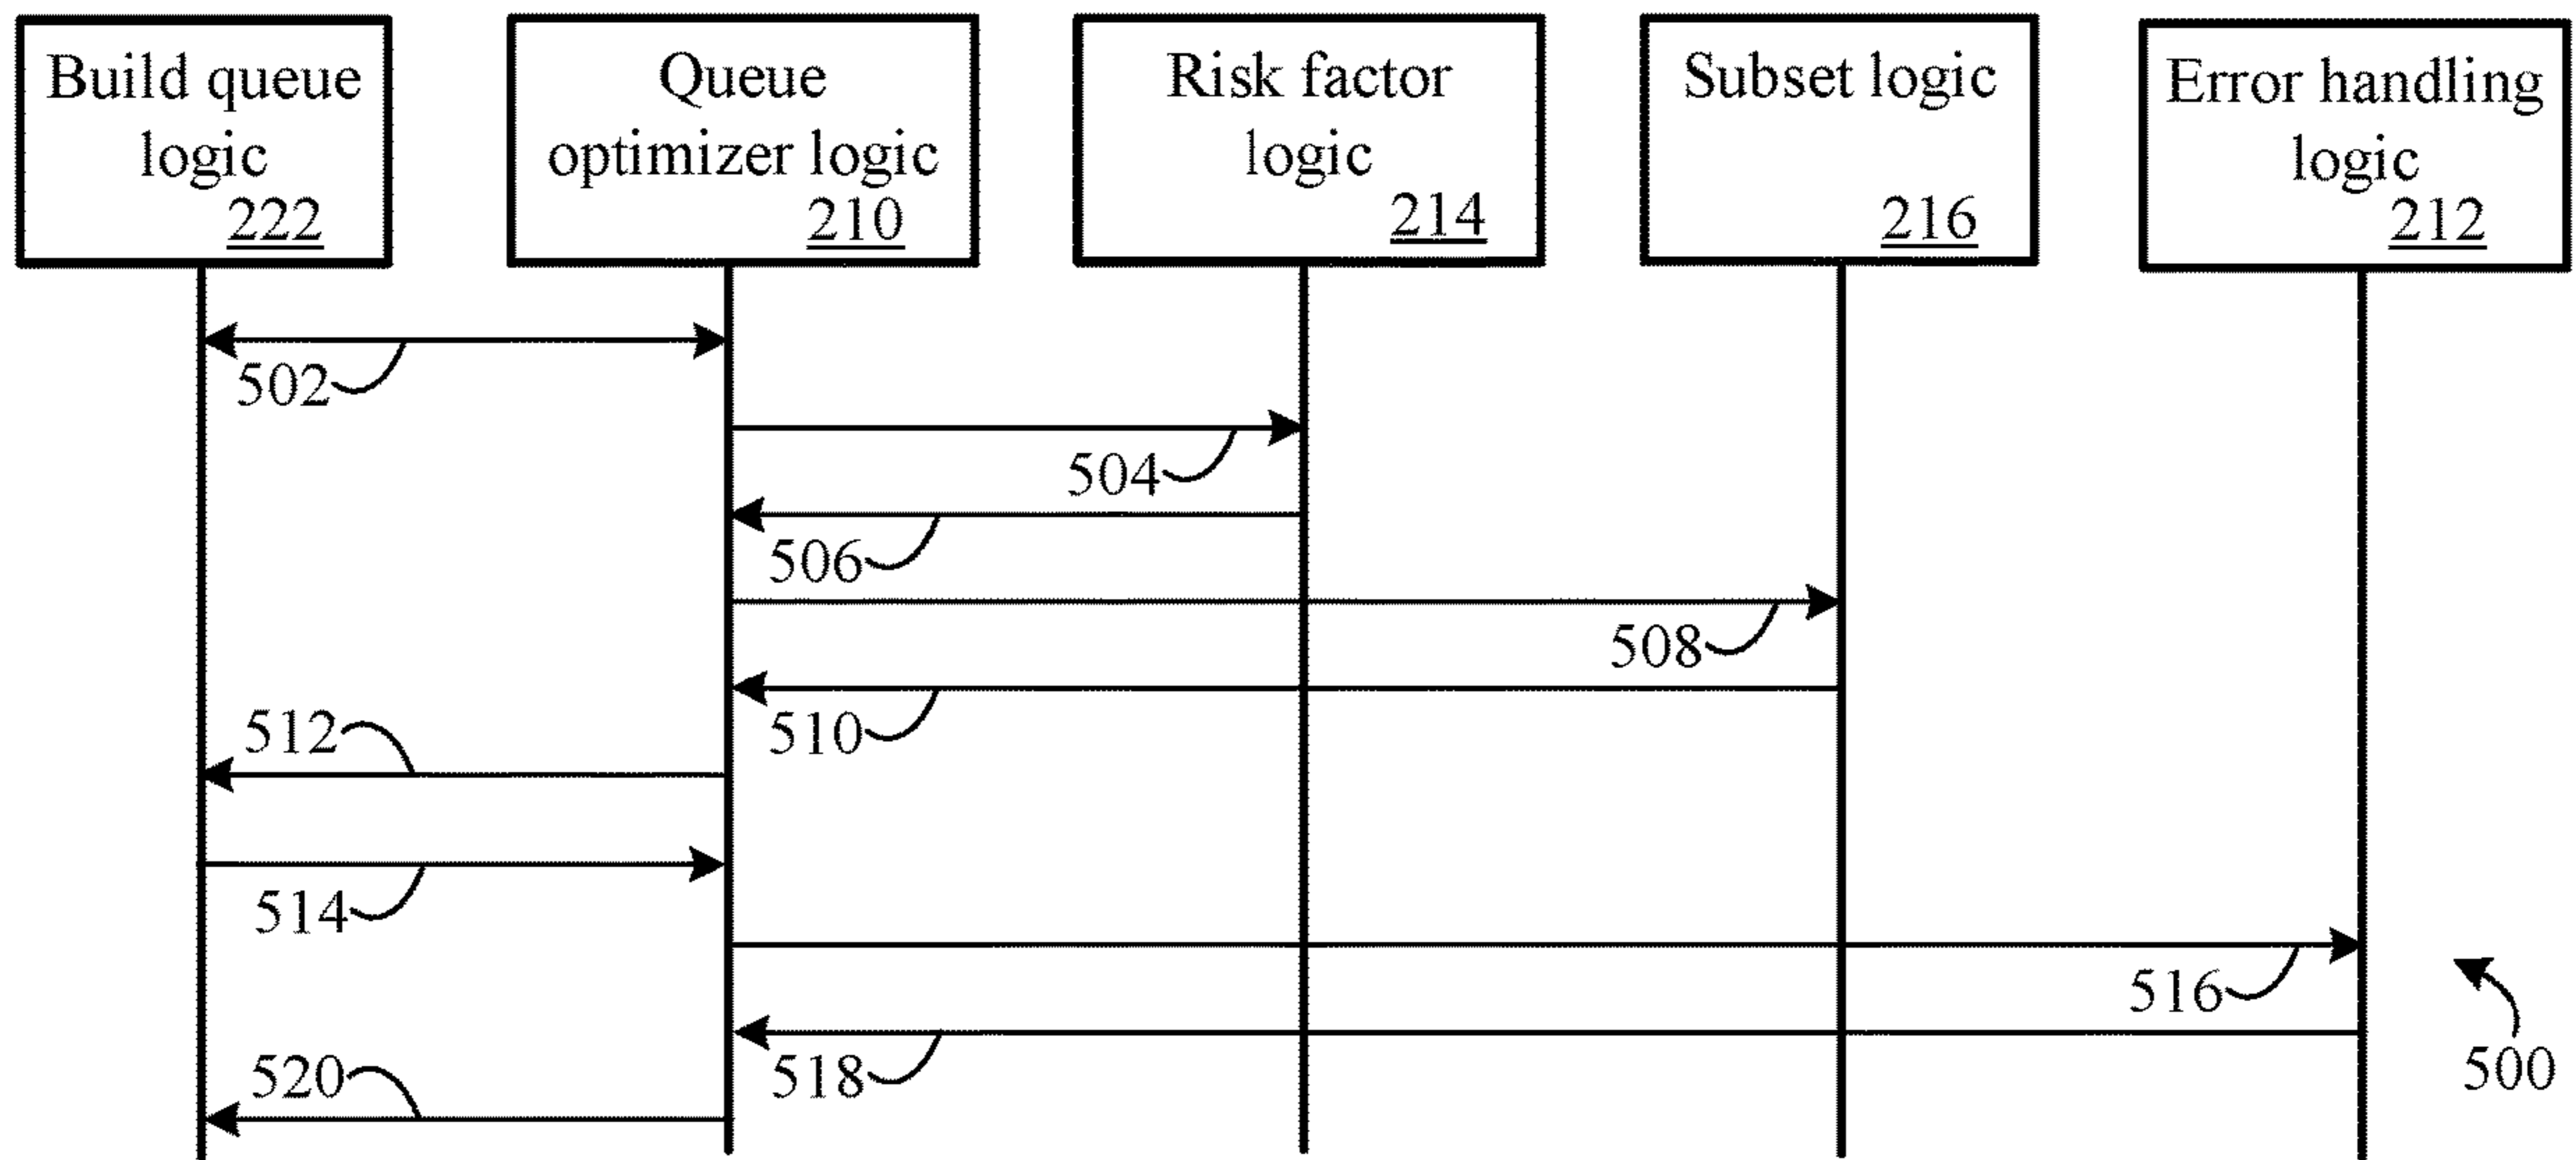 Build queue
logic
222
Queue
optimizer logic
210
Risk factor
logic
214
Subset logic
216
Error handling
logic
212
502
504
506
508
510
512
514
516
518
520
500